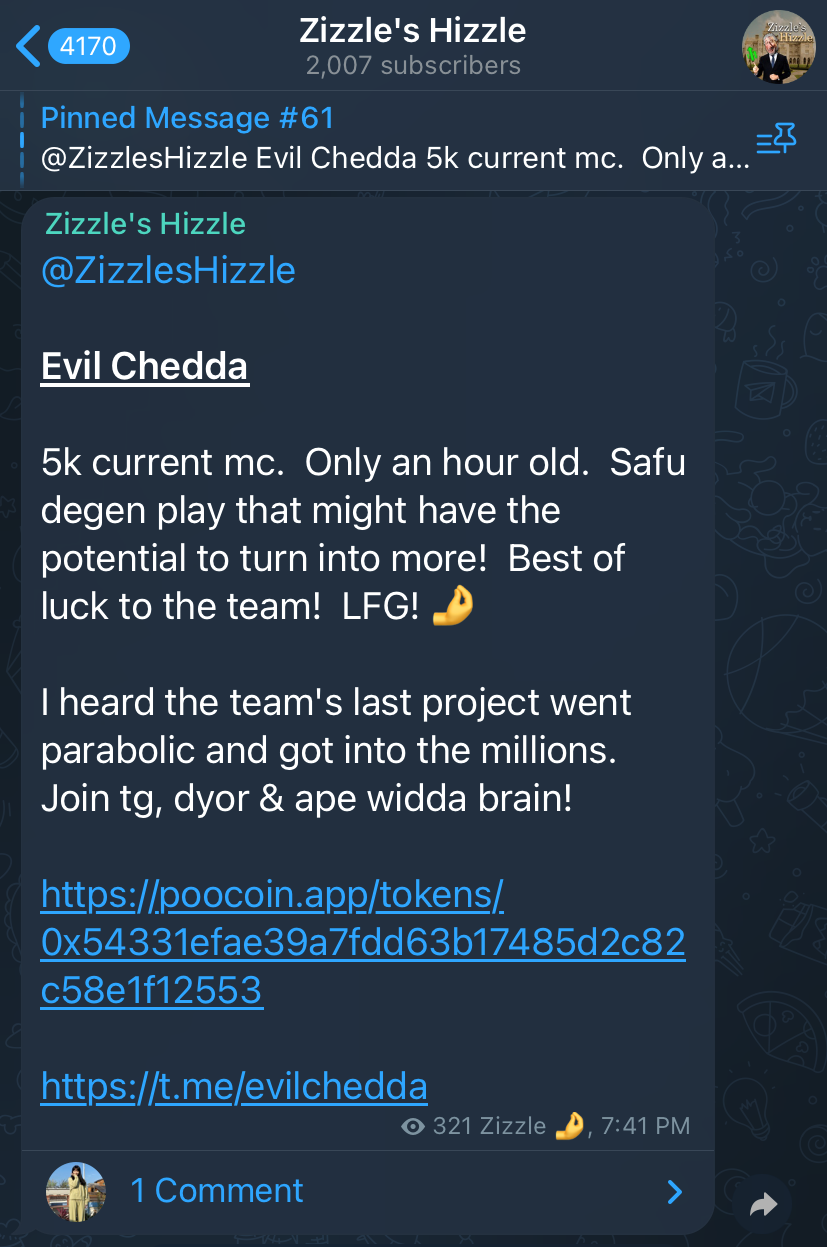 4170
Zizzle's Hizzle
2,007 subscribers
Zizzle's
Hizzle
Pinned Message #61
@ZizzlesHizzle Evil Chedda 5k current mc.  Only a...
Zizzle's Hizzle
@ZizzlesHizzle
Evil Chedda
5k current mc.  Only an hour old.  Safu
degen play that might have the
potential to turn into more!  Best of
luck to the team!  LFG! 🤌
I heard the team's last project went
parabolic and got into the millions.
Join tg, dyor & ape widda brain!
https://poocoin.app/tokens/
0x54331efae39a7fdd63b17485d2c82
c58e1f12553
https://t.me/evilchedda
321 Zizzle 🤌, 7:41 PM
1 Comment